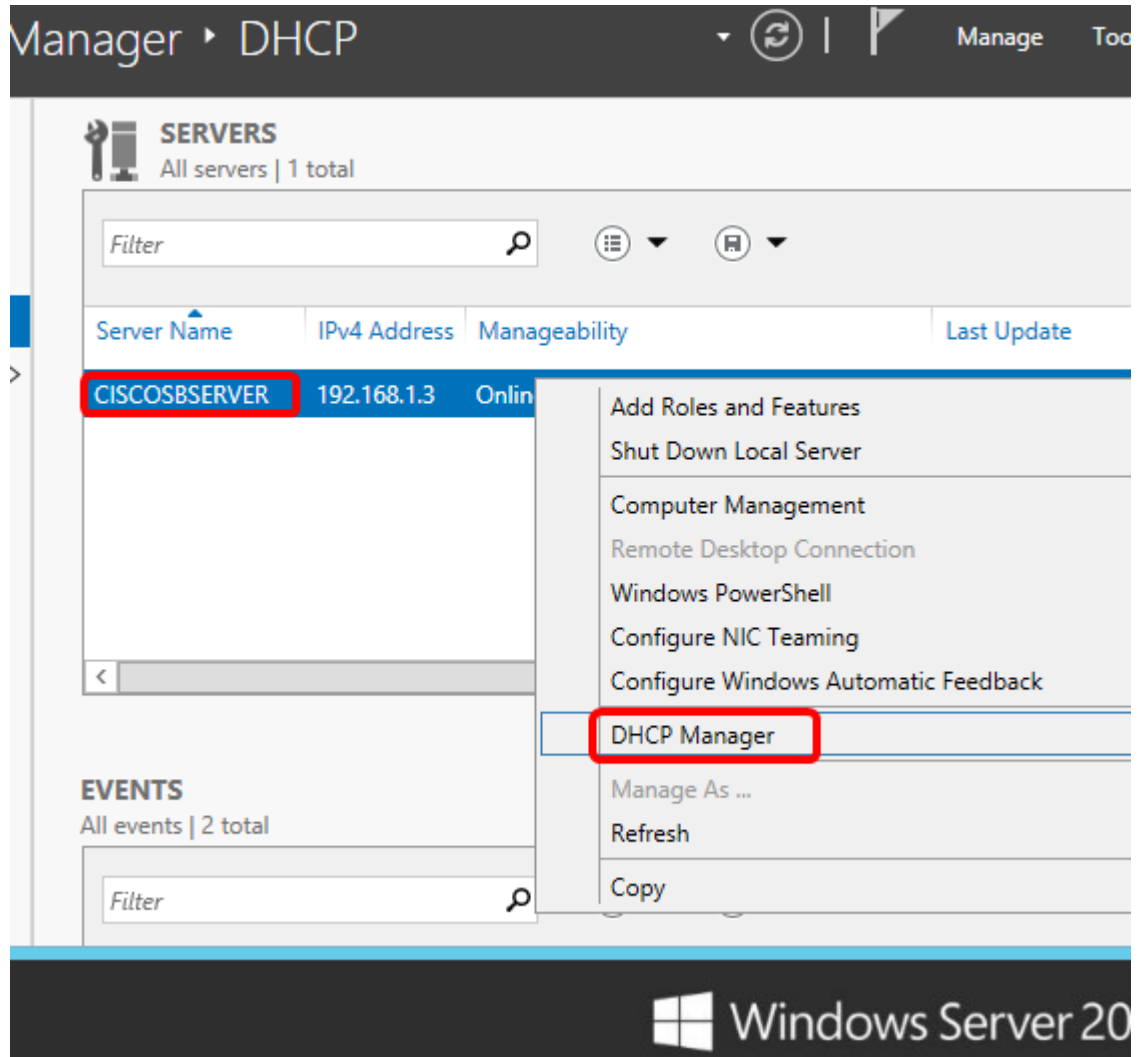 Manager ‣ DHCP
Manage
Too
SERVERS
All servers | 1 total
Filter
Server Name IPv4 Address Manageability Last Update
CISCOSBSERVER 192.168.1.3 Onlin
Add Roles and Features
Shut Down Local Server
Computer Management
Remote Desktop Connection
Windows PowerShell
Configure NIC Teaming
Configure Windows Automatic Feedback
DHCP Manager
Manage As ...
Refresh
Copy
EVENTS
All events | 2 total
Filter
Windows Server 20